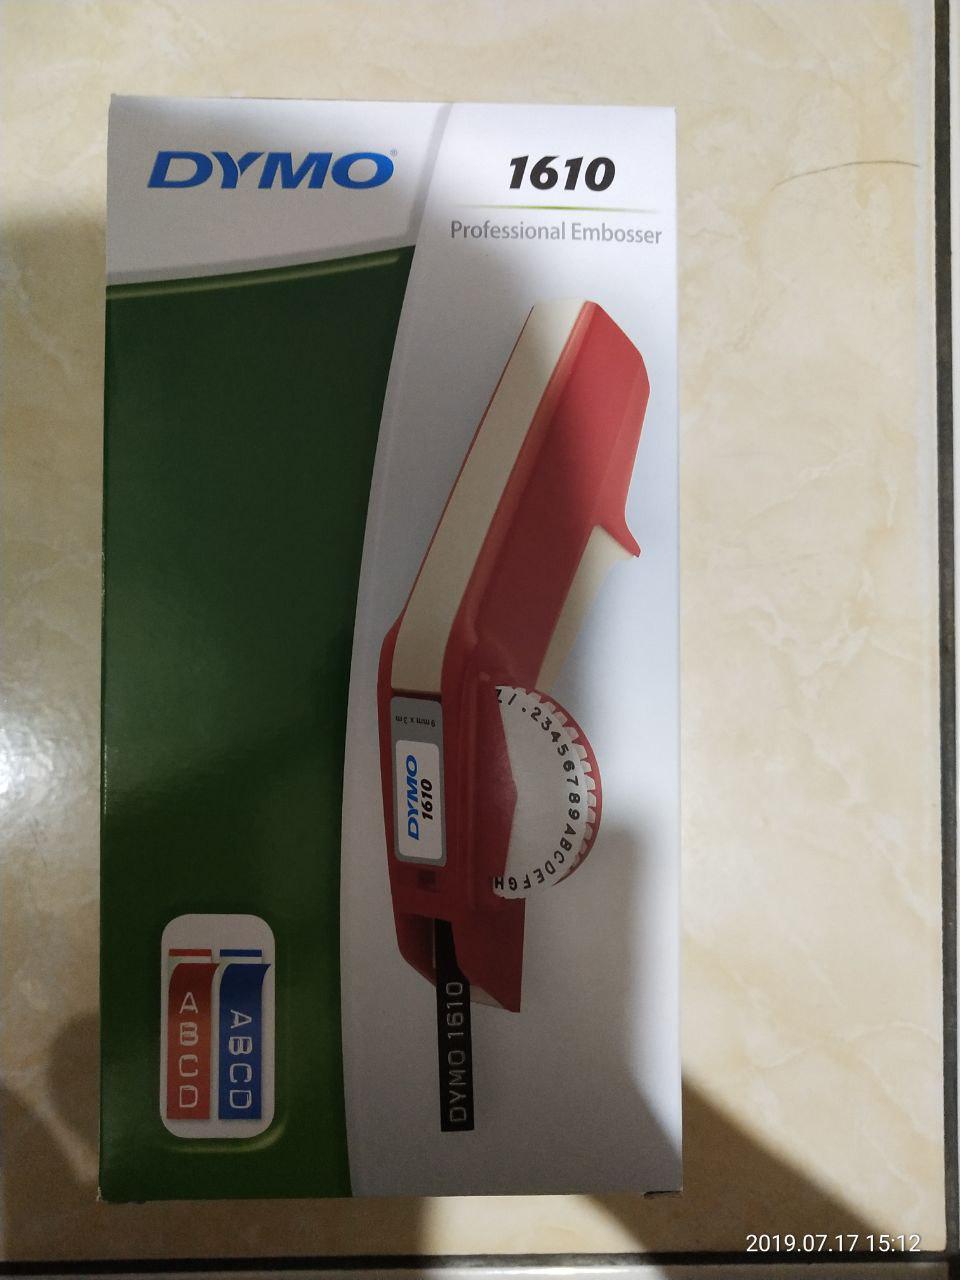 DYMO®
1610
Professional Embosser
9mm x 3m
DYMO
1610
Z/.23456789ABCDEFGH
DYMO 1610
ABCD
ABCD
2019.07.17 15:12